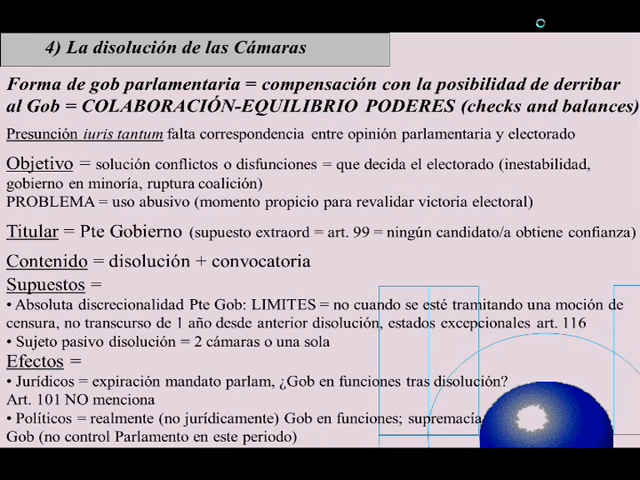 4) La disolución de las Cámaras
Forma de gob parlamentaria = compensación con la posibilidad de derribar
al Gob = COLABORACIÓN-EQUILIBRIO PODERES (checks and balances)
Presunción iuris tantum falta correspondencia entre opinión parlamentaria y electorado
Objetivo = solución conflictos o disfunciones = que decida el electorado (inestabilidad,
gobierno en minoría, ruptura coalición)
PROBLEMA = uso abusivo (momento propicio para revalidar victoria electoral)
Titular = Pte Gobierno (supuesto extraord = art. 99 = ningún candidato/a obtiene confianza)
Contenido = disolución + convocatoria
Supuestos =
• Absoluta discrecionalidad Pte Gob: LIMITES = no cuando se esté tramitando una moción de
censura, no transcurso de 1 año desde anterior disolución, estados excepcionales art. 116
• Sujeto pasivo disolución = 2 cámaras o una sola
Efectos =
• Jurídicos = expiración mandato parlam, ¿Gob en funciones tras disolución?
Art. 101 NO menciona
• Políticos = realmente (no jurídicamente) Gob en funciones; supremacía
Gob (no control Parlamento en este periodo)